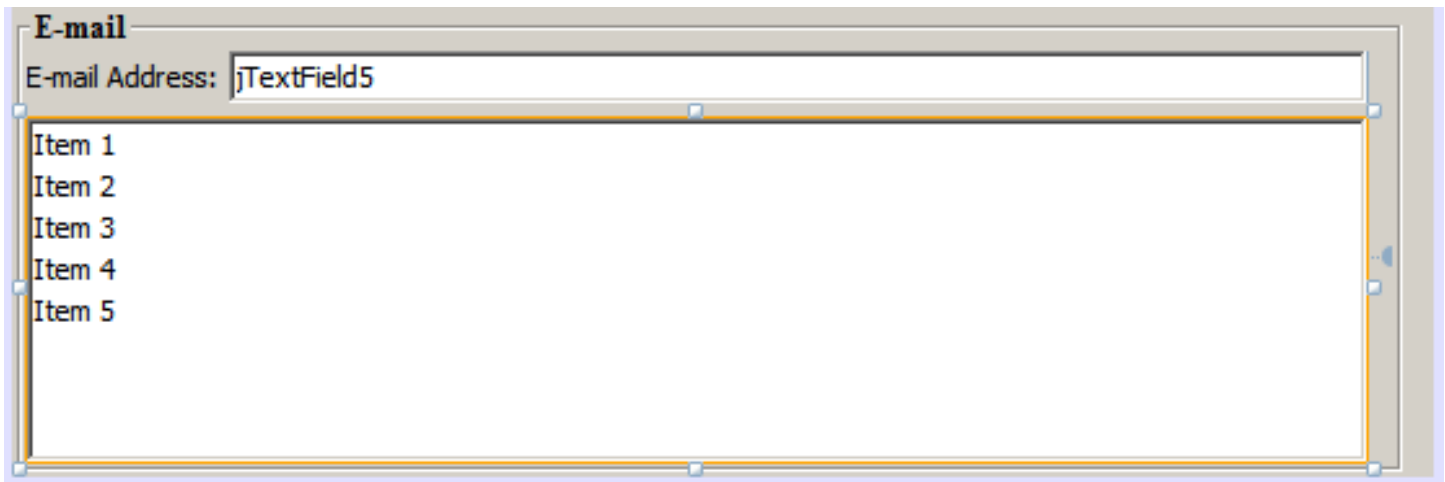 E-mail
E-mail Address: jTextField5
Item 1
Item 2
Item 3
Item 4
Item 5